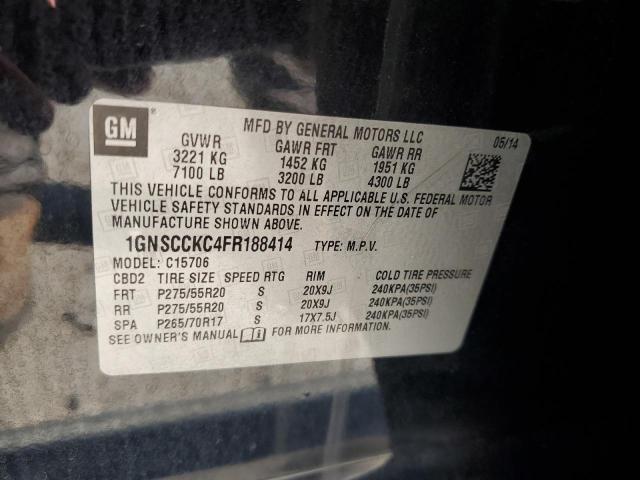 GM
MFD BY GENERAL MOTORS LLC
05/14
GVWR GAWR FRT GAWR RR
3221 KG 1452 KG 1951 KG
7100 LB 3200 LB 4300 LB
THIS VEHICLE CONFORMS TO ALL APPLICABLE U.S. FEDERAL MOTOR
VEHICLE SAFETY STANDARDS IN EFFECT ON THE DATE OF
MANUFACTURE SHOWN ABOVE.
1GNSCCKC4FR188414 TYPE: M.P.V.
MODEL: C15706
CBD2 TIRE SIZE SPEED RTG RIM COLD TIRE PRESSURE
FRT P275/55R20 S 20X9J 240KPA(35PSI)
RR P275/55R20 S 20X9J 240KPA(35PSI)
SPA P265/70R17 S 17X7.5J 240KPA(35PSI)
SEE OWNER'S MANUAL FOR MORE INFORMATION.